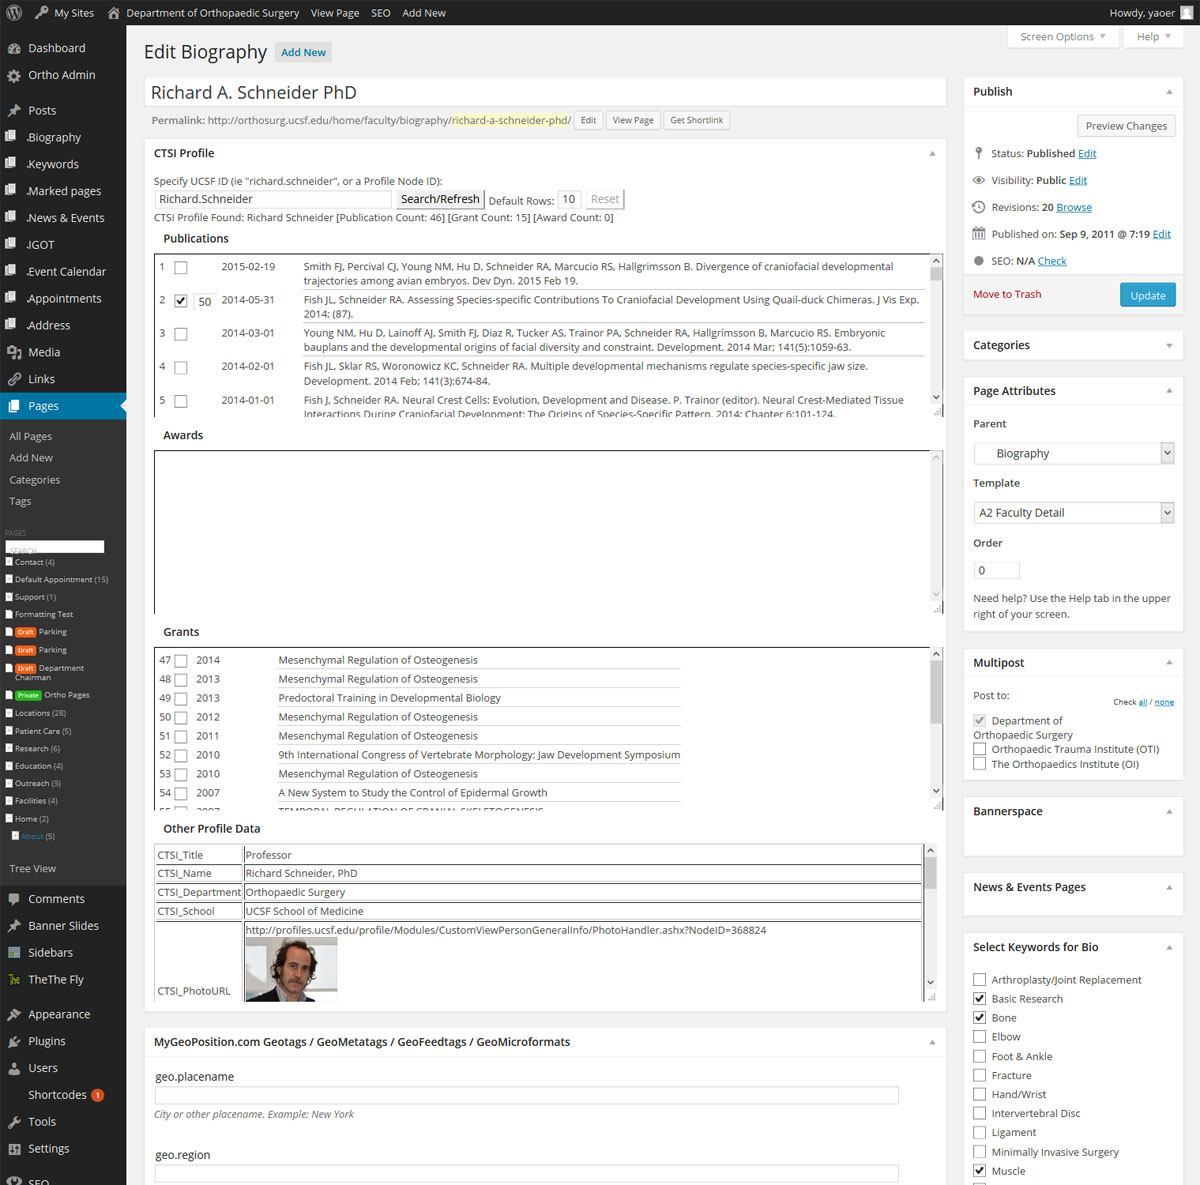 My Sites Department of Orthopaedic Surgery View Page SEO Add New Howdy, yaoer
Dashboard
Ortho Admin
Posts
.Biography
.Keywords
.Marked pages
.News & Events
.IGOT
.Event Calendar
.Appointments
.Address
Media
Links
Pages
All Pages
Add New
Categories
Tags
PAGES
SEARCH
Contact (4)
Default Appointment (15)
Support (1)
Formatting Test
Draft Parking
Draft Parking
Draft Department
Chairman
Private Ortho Pages
Locations (28)
Patient Care (5)
Research (6)
Education (4)
Outreach (3)
Facilities (4)
Home (2)
About (5)
Tree View
Comments
Banner Slides
Sidebars
TheThe Fly
Appearance
Plugins
Users
Shortcodes 1
Tools
Settings
SEO
Screen Options Help
Edit Biography Add New
Richard A. Schneider PhD
Permalink: http://orthosurg.ucsf.edu/home/faculty/biography/richard-a-schneider-phd/ Edit View Page Get Shortlink
CTSI Profile
Specify UCSF ID (ie "richard.schneider", or a Profile Node ID):
Richard.Schneider Search/Refresh Default Rows: 10 Reset
CTSI Profile Found: Richard Schneider [Publication Count: 46] [Grant Count: 15] [Award Count: 0]
Publications
1 2015-02-19 Smith FJ, Percival CJ, Young NM, Hu D, Schneider RA, Marcucio RS, Hallgrimsson B. Divergence of craniofacial developmental
trajectories among avian embryos. Dev Dyn. 2015 Feb 19.
2 50 2014-05-31 Fish JL, Schneider RA. Assessing Species-specific Contributions To Craniofacial Development Using Quail-duck Chimeras. J Vis Exp.
2014; (87).
3 2014-03-01 Young NM, Hu D, Lainoff AJ, Smith FJ, Diaz R, Tucker AS, Trainor PA, Schneider RA, Hallgrímsson B, Marcucio RS. Embryonic
bauplans and the developmental origins of facial diversity and constraint. Development. 2014 Mar; 141(5):1059-63.
4 2014-02-01 Fish JL, Sklar RS, Woronowicz KC, Schneider RA. Multiple developmental mechanisms regulate species-specific jaw size.
Development. 2014 Feb; 141(3):674-84.
5 2014-01-01 Fish J, Schneider RA. Neural Crest Cells: Evolution, Development and Disease. P. Trainor (editor). Neural Crest-Mediated Tissue
Interactions During Craniofacial Development: The Origins of Species-Specific Pattern. 2014; Chapter 6:101-124.
Awards
Grants
47 2014 Mesenchymal Regulation of Osteogenesis
48 2013 Mesenchymal Regulation of Osteogenesis
49 2013 Predoctoral Training in Developmental Biology
50 2012 Mesenchymal Regulation of Osteogenesis
51 2011 Mesenchymal Regulation of Osteogenesis
52 2010 9th International Congress of Vertebrate Morphology: Jaw Development Symposium
53 2010 Mesenchymal Regulation of Osteogenesis
54 2007 A New System to Study the Control of Epidermal Growth
55 2007 TEMPORAL REGULATION OF CRANIAL SKELETOGENESIS
Other Profile Data
CTSI_Title Professor
CTSI_Name Richard Schneider, PhD
CTSI_Department Orthopaedic Surgery
CTSI_School UCSF School of Medicine
http://profiles.ucsf.edu/profile/Modules/CustomViewPersonGeneralInfo/PhotoHandler.ashx?NodeID=368824
CTSI_PhotoURL
MyGeoPosition.com Geotags / GeoMetatags / GeoFeedtags / GeoMicroformats
geo.placename
City or other placename. Example: New York
geo.region
Publish
Preview Changes
Status: Published Edit
Visibility: Public Edit
Revisions: 20 Browse
Published on: Sep 9, 2011 @ 7:19 Edit
SEO: N/A Check
Move to Trash Update
Categories
Page Attributes
Parent
Biography
Template
A2 Faculty Detail
Order
0
Need help? Use the Help tab in the upper
right of your screen.
Multipost
Post to: Check all / none
Department of
Orthopaedic Surgery
Orthopaedic Trauma Institute (OTI)
The Orthopaedics Institute (OI)
Bannerspace
News & Events Pages
Select Keywords for Bio
Arthroplasty/Joint Replacement
Basic Research
Bone
Elbow
Foot & Ankle
Fracture
Hand/Wrist
Intervertebral Disc
Ligament
Minimally Invasive Surgery
Muscle